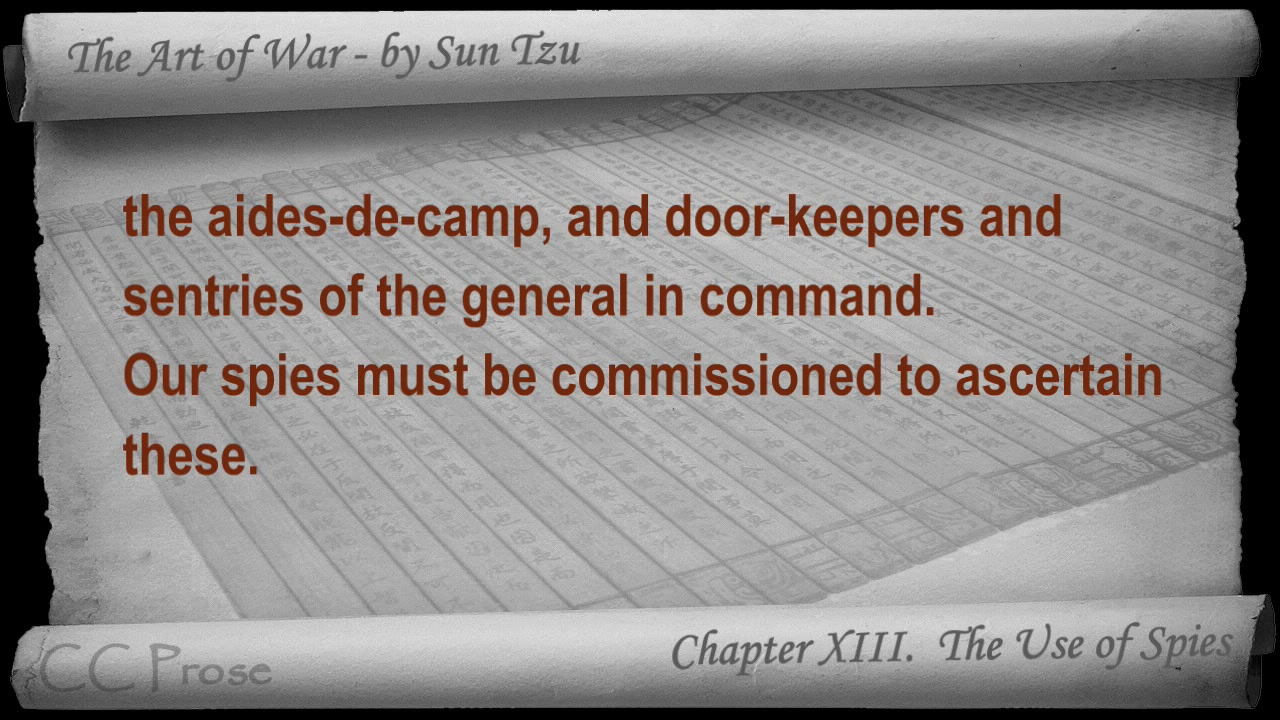 The Art of War - by Sun Tzu
the aides-de-camp, and door-keepers and
sentries of the general in command.
Our spies must be commissioned to ascertain
these.
CC Prose
Chapter XIII. The Use of Spies